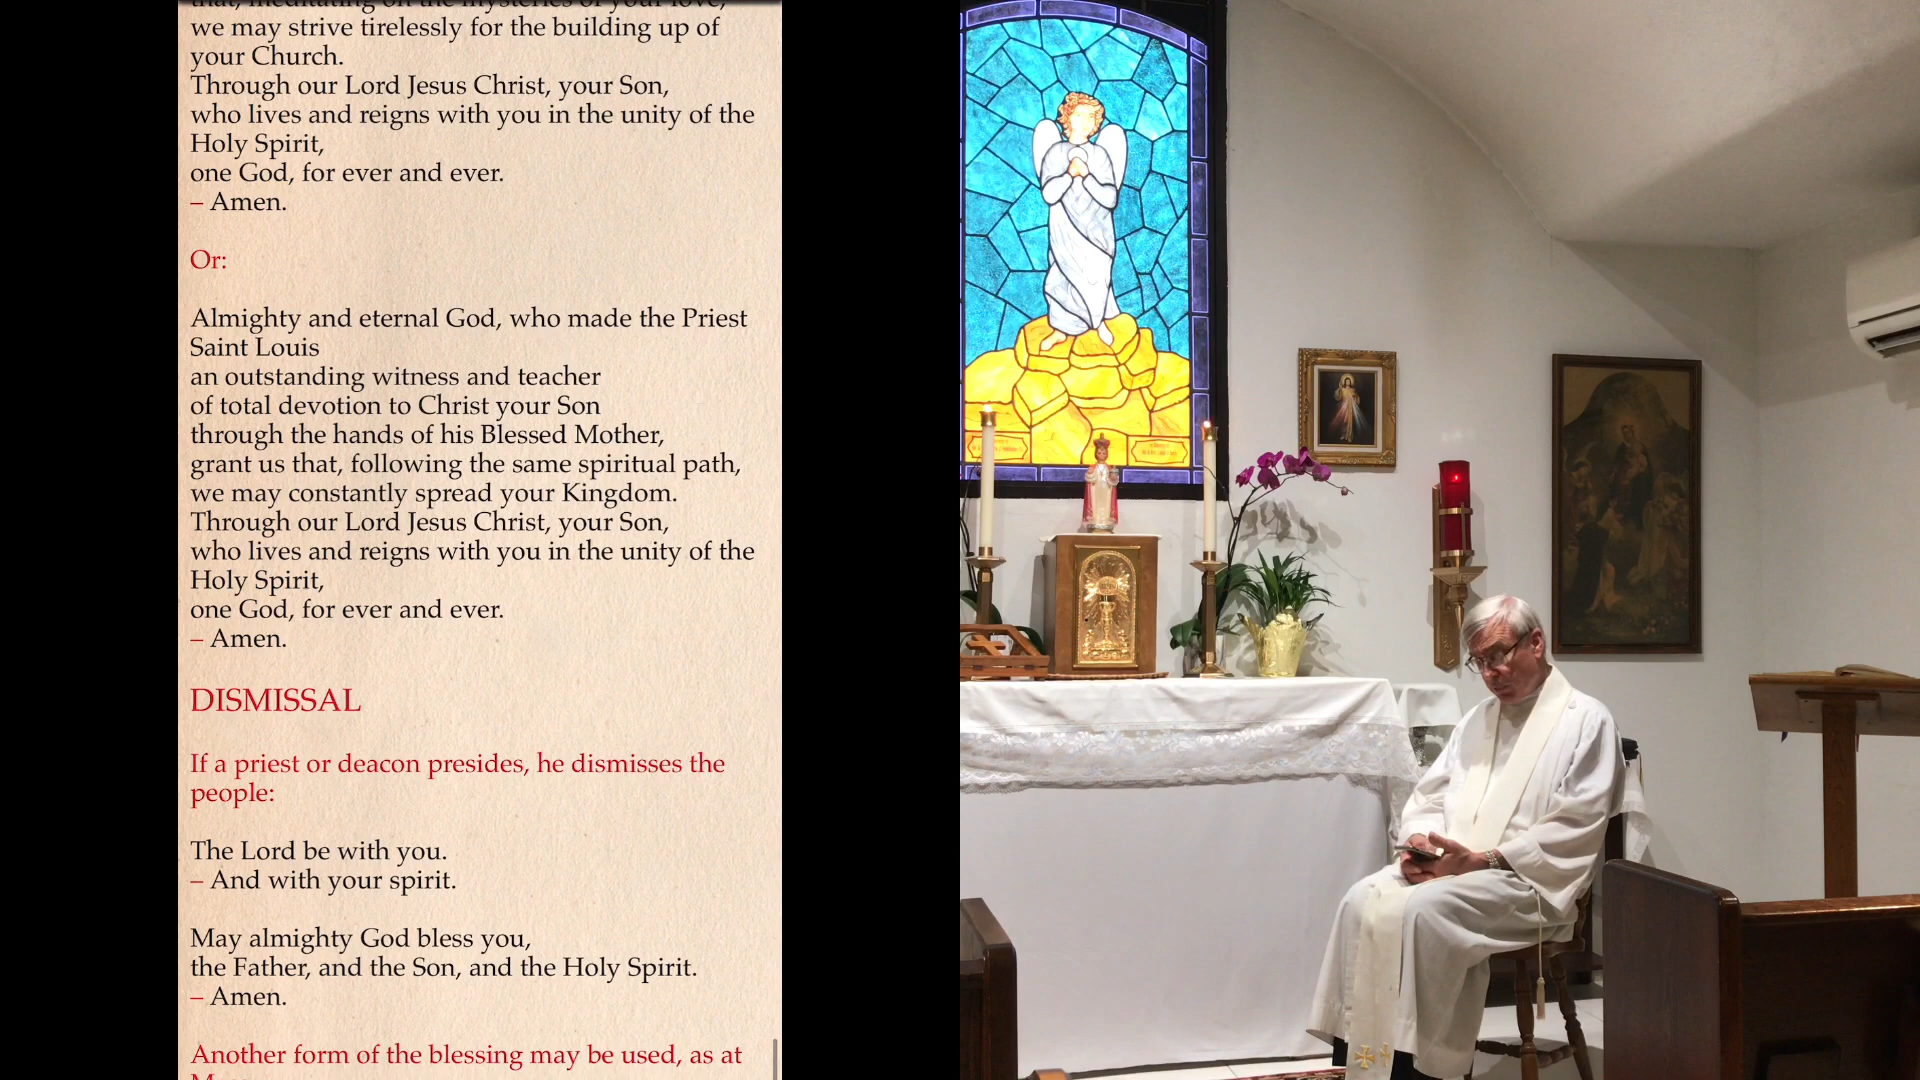 that, meditating on the mysteries of your love,
we may strive tirelessly for the building up of
your Church.
Through our Lord Jesus Christ, your Son,
who lives and reigns with you in the unity of the
Holy Spirit,
one God, for ever and ever.
– Amen.
Or:
Almighty and eternal God, who made the Priest
Saint Louis
an outstanding witness and teacher
of total devotion to Christ your Son
through the hands of his Blessed Mother,
grant us that, following the same spiritual path,
we may constantly spread your Kingdom.
Through our Lord Jesus Christ, your Son,
who lives and reigns with you in the unity of the
Holy Spirit,
one God, for ever and ever.
– Amen.
DISMISSAL
If a priest or deacon presides, he dismisses the
people:
The Lord be with you.
– And with your spirit.
May almighty God bless you,
the Father, and the Son, and the Holy Spirit.
– Amen.
Another form of the blessing may be used, as at